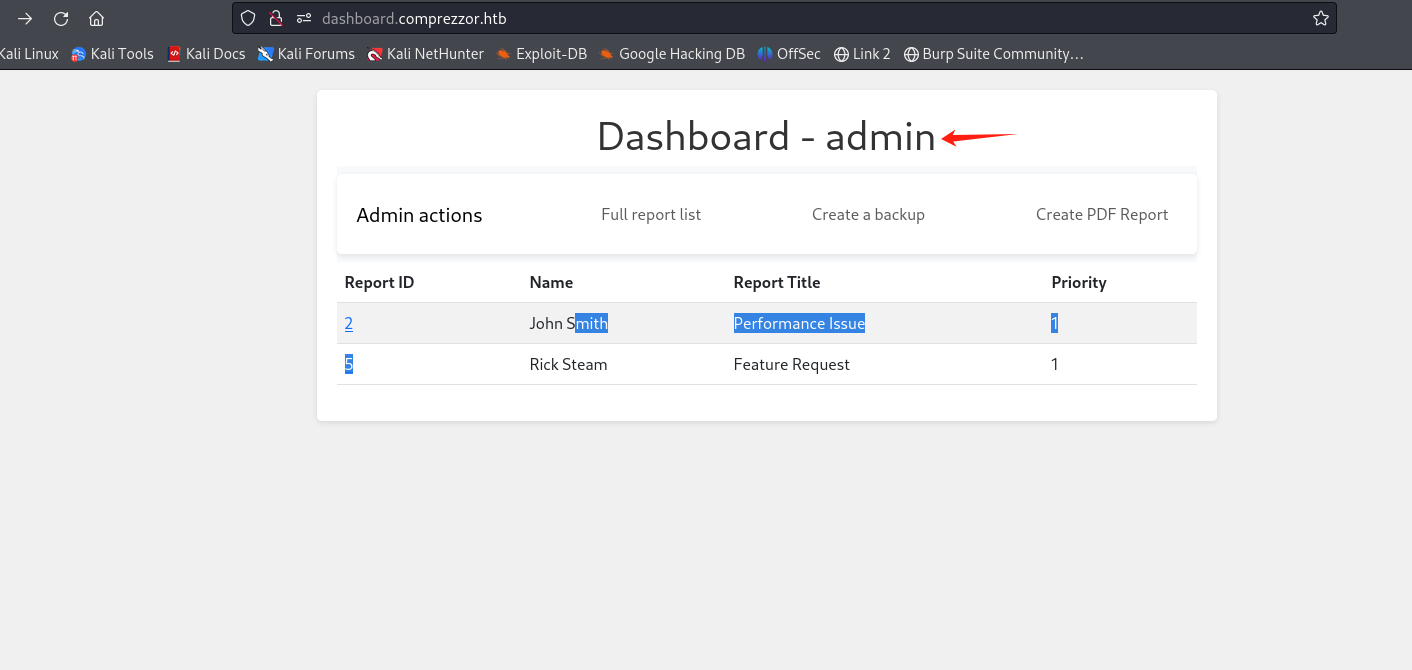 dashboard.comprezzor.htb
Kali Linux Kali Tools Kali Docs Kali Forums Kali NetHunter Exploit-DB Google Hacking DB OffSec Link 2 Burp Suite Community…
Dashboard - admin
Admin actions Full report list Create a backup Create PDF Report
Report ID Name Report Title Priority
2 John Smith Performance Issue 1
5 Rick Steam Feature Request 1